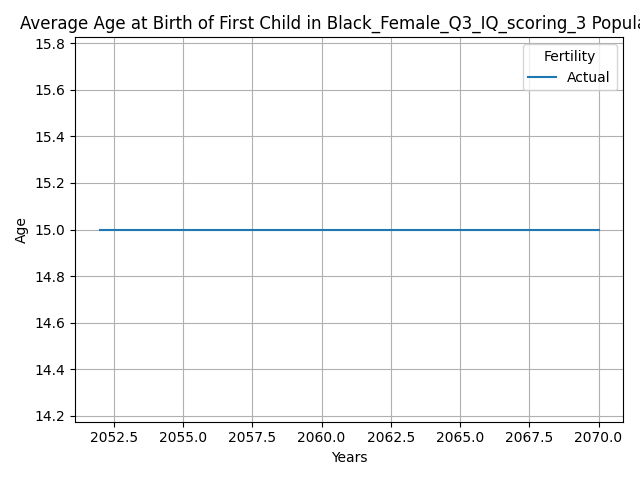 Average Age at Birth of First Child in Black_Female_Q3_IQ_scoring_3 Popula
15.8
15.6
15.4
15.2
15.0
14.8
14.6
14.4
14.2
Age
Fertility
Actual
2052.5 2055.0 2057.5 2060.0 2062.5 2065.0 2067.5 2070.0
Years